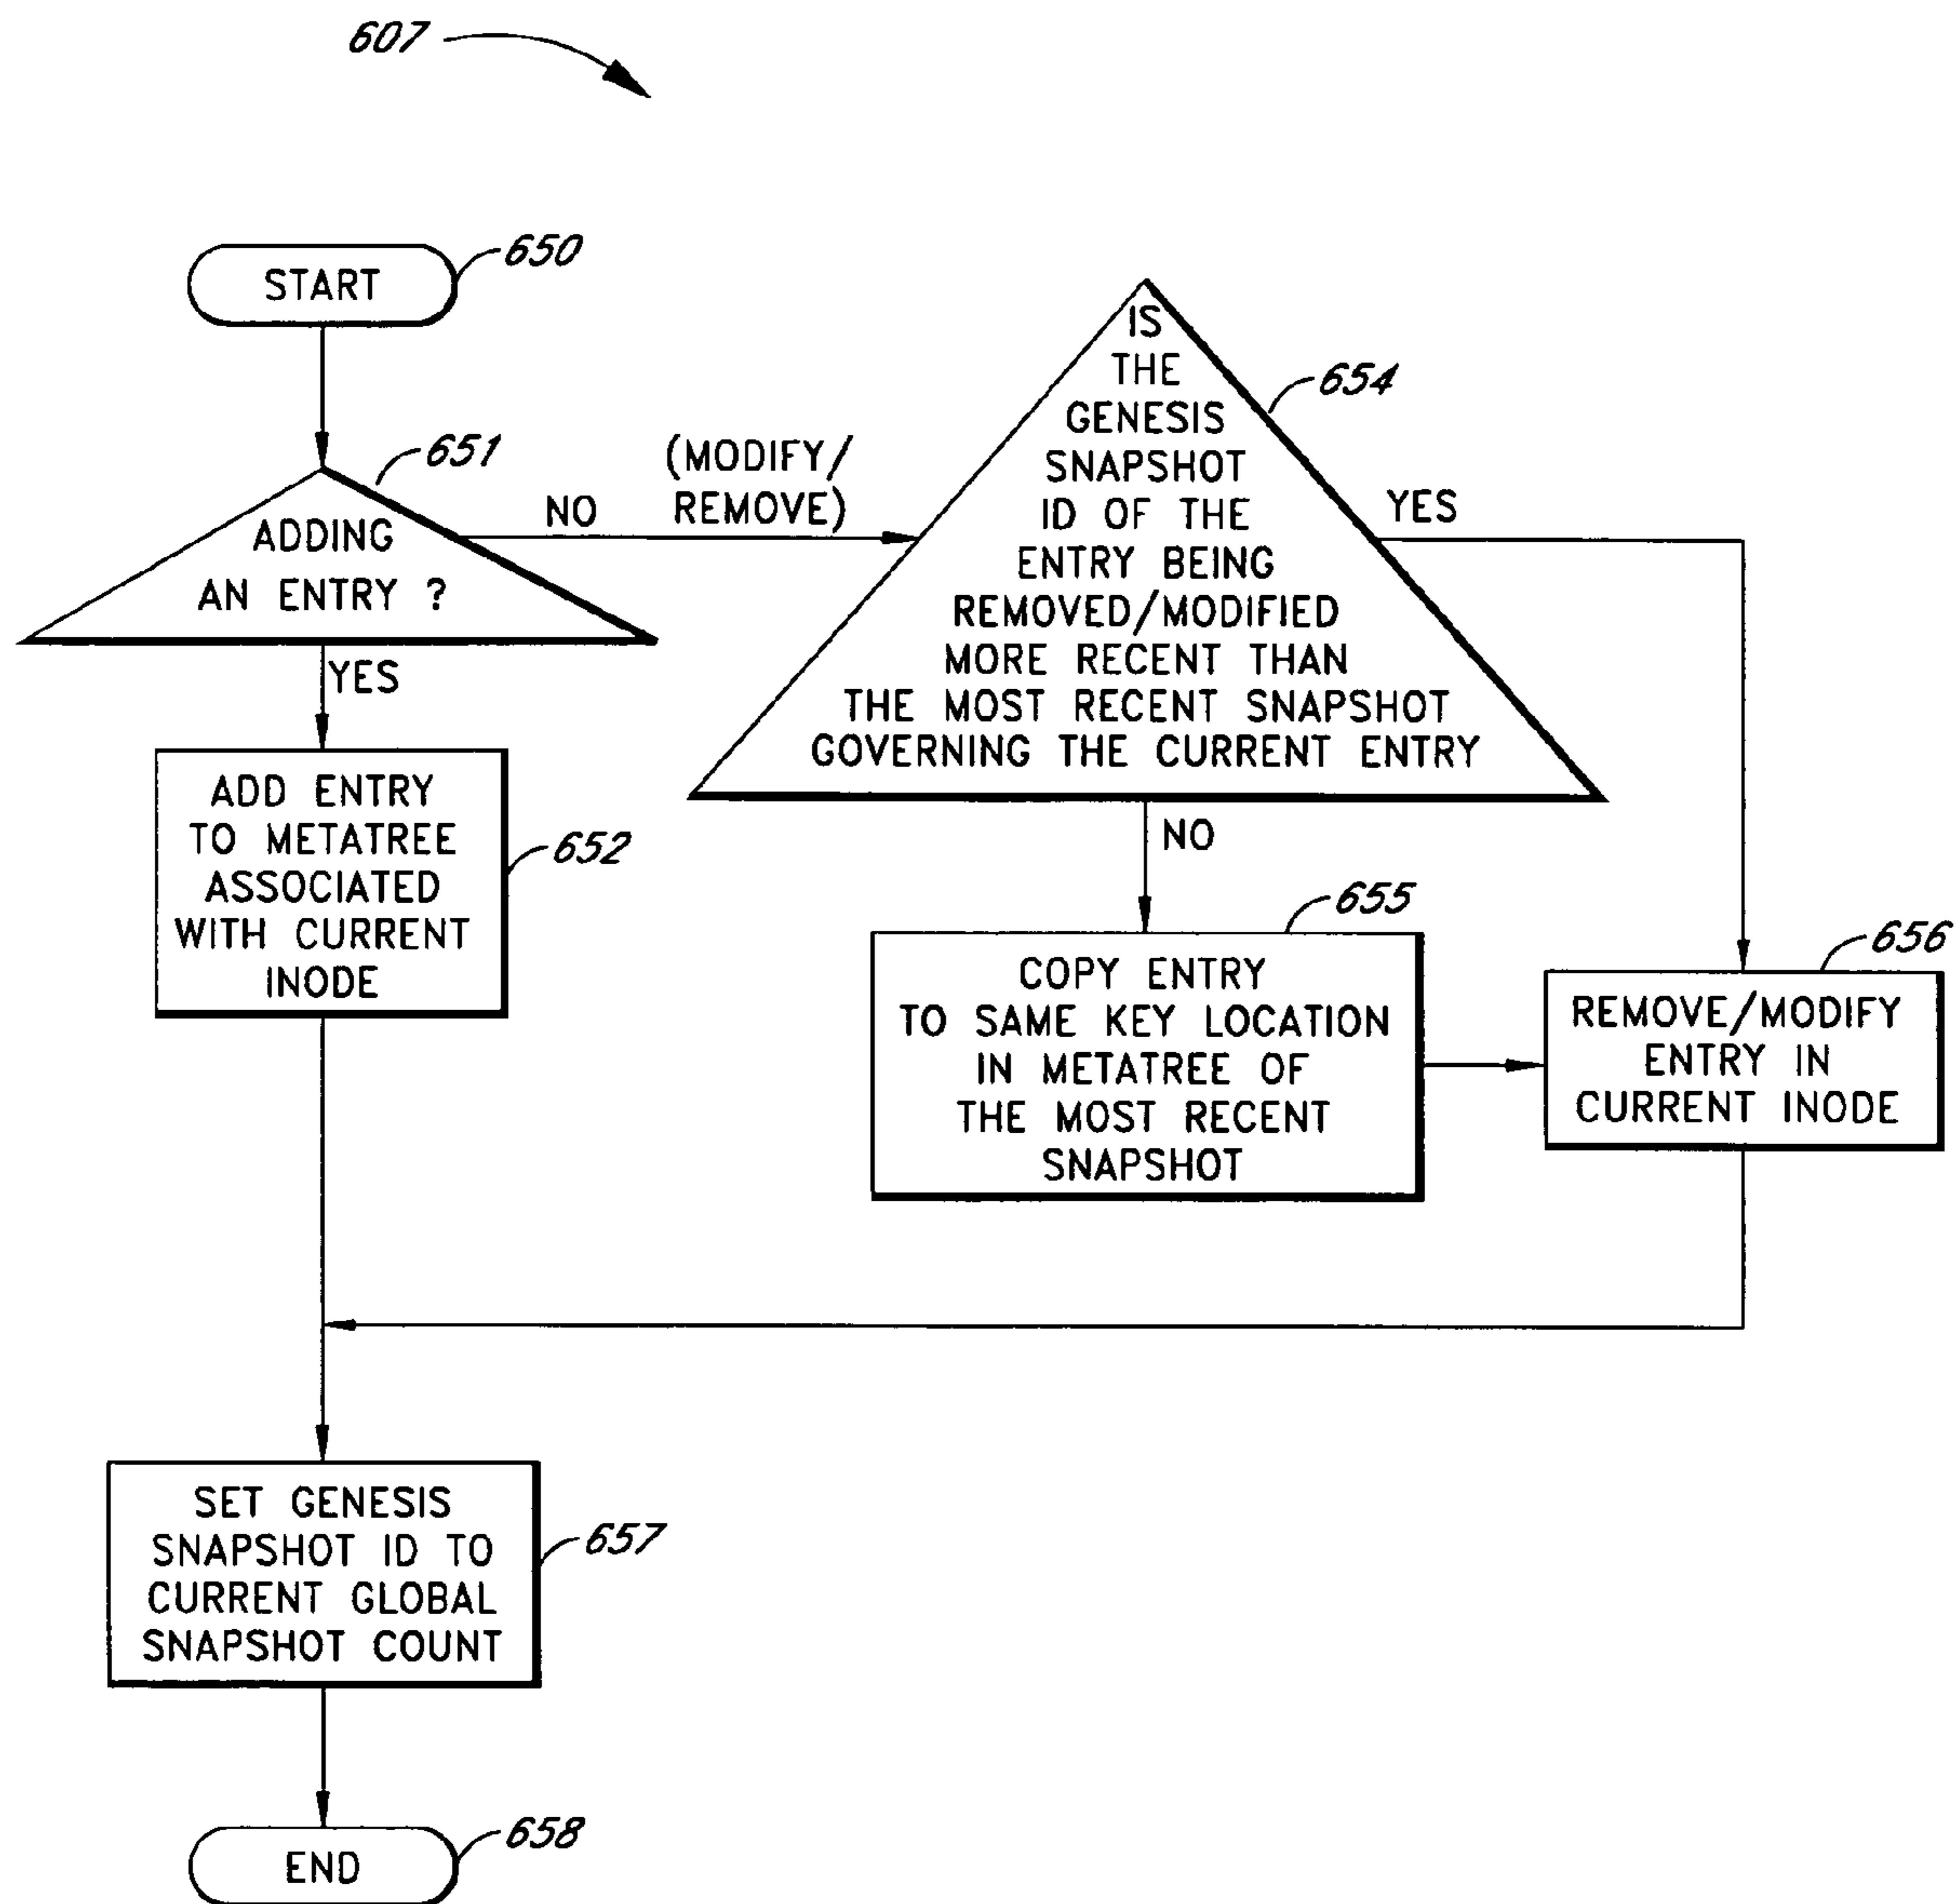 607
START
650
651
ADDING
AN ENTRY ?
NO
(MODIFY/
REMOVE)
YES
ADD ENTRY
TO METATREE
ASSOCIATED
WITH CURRENT
INODE
652
IS
THE
GENESIS
SNAPSHOT
ID OF THE
ENTRY BEING
REMOVED/MODIFIED
MORE RECENT THAN
THE MOST RECENT SNAPSHOT
GOVERNING THE CURRENT ENTRY
654
YES
NO
655
COPY ENTRY
TO SAME KEY LOCATION
IN METATREE OF
THE MOST RECENT
SNAPSHOT
656
REMOVE/MODIFY
ENTRY IN
CURRENT INODE
SET GENESIS
SNAPSHOT ID TO
CURRENT GLOBAL
SNAPSHOT COUNT
657
END
658